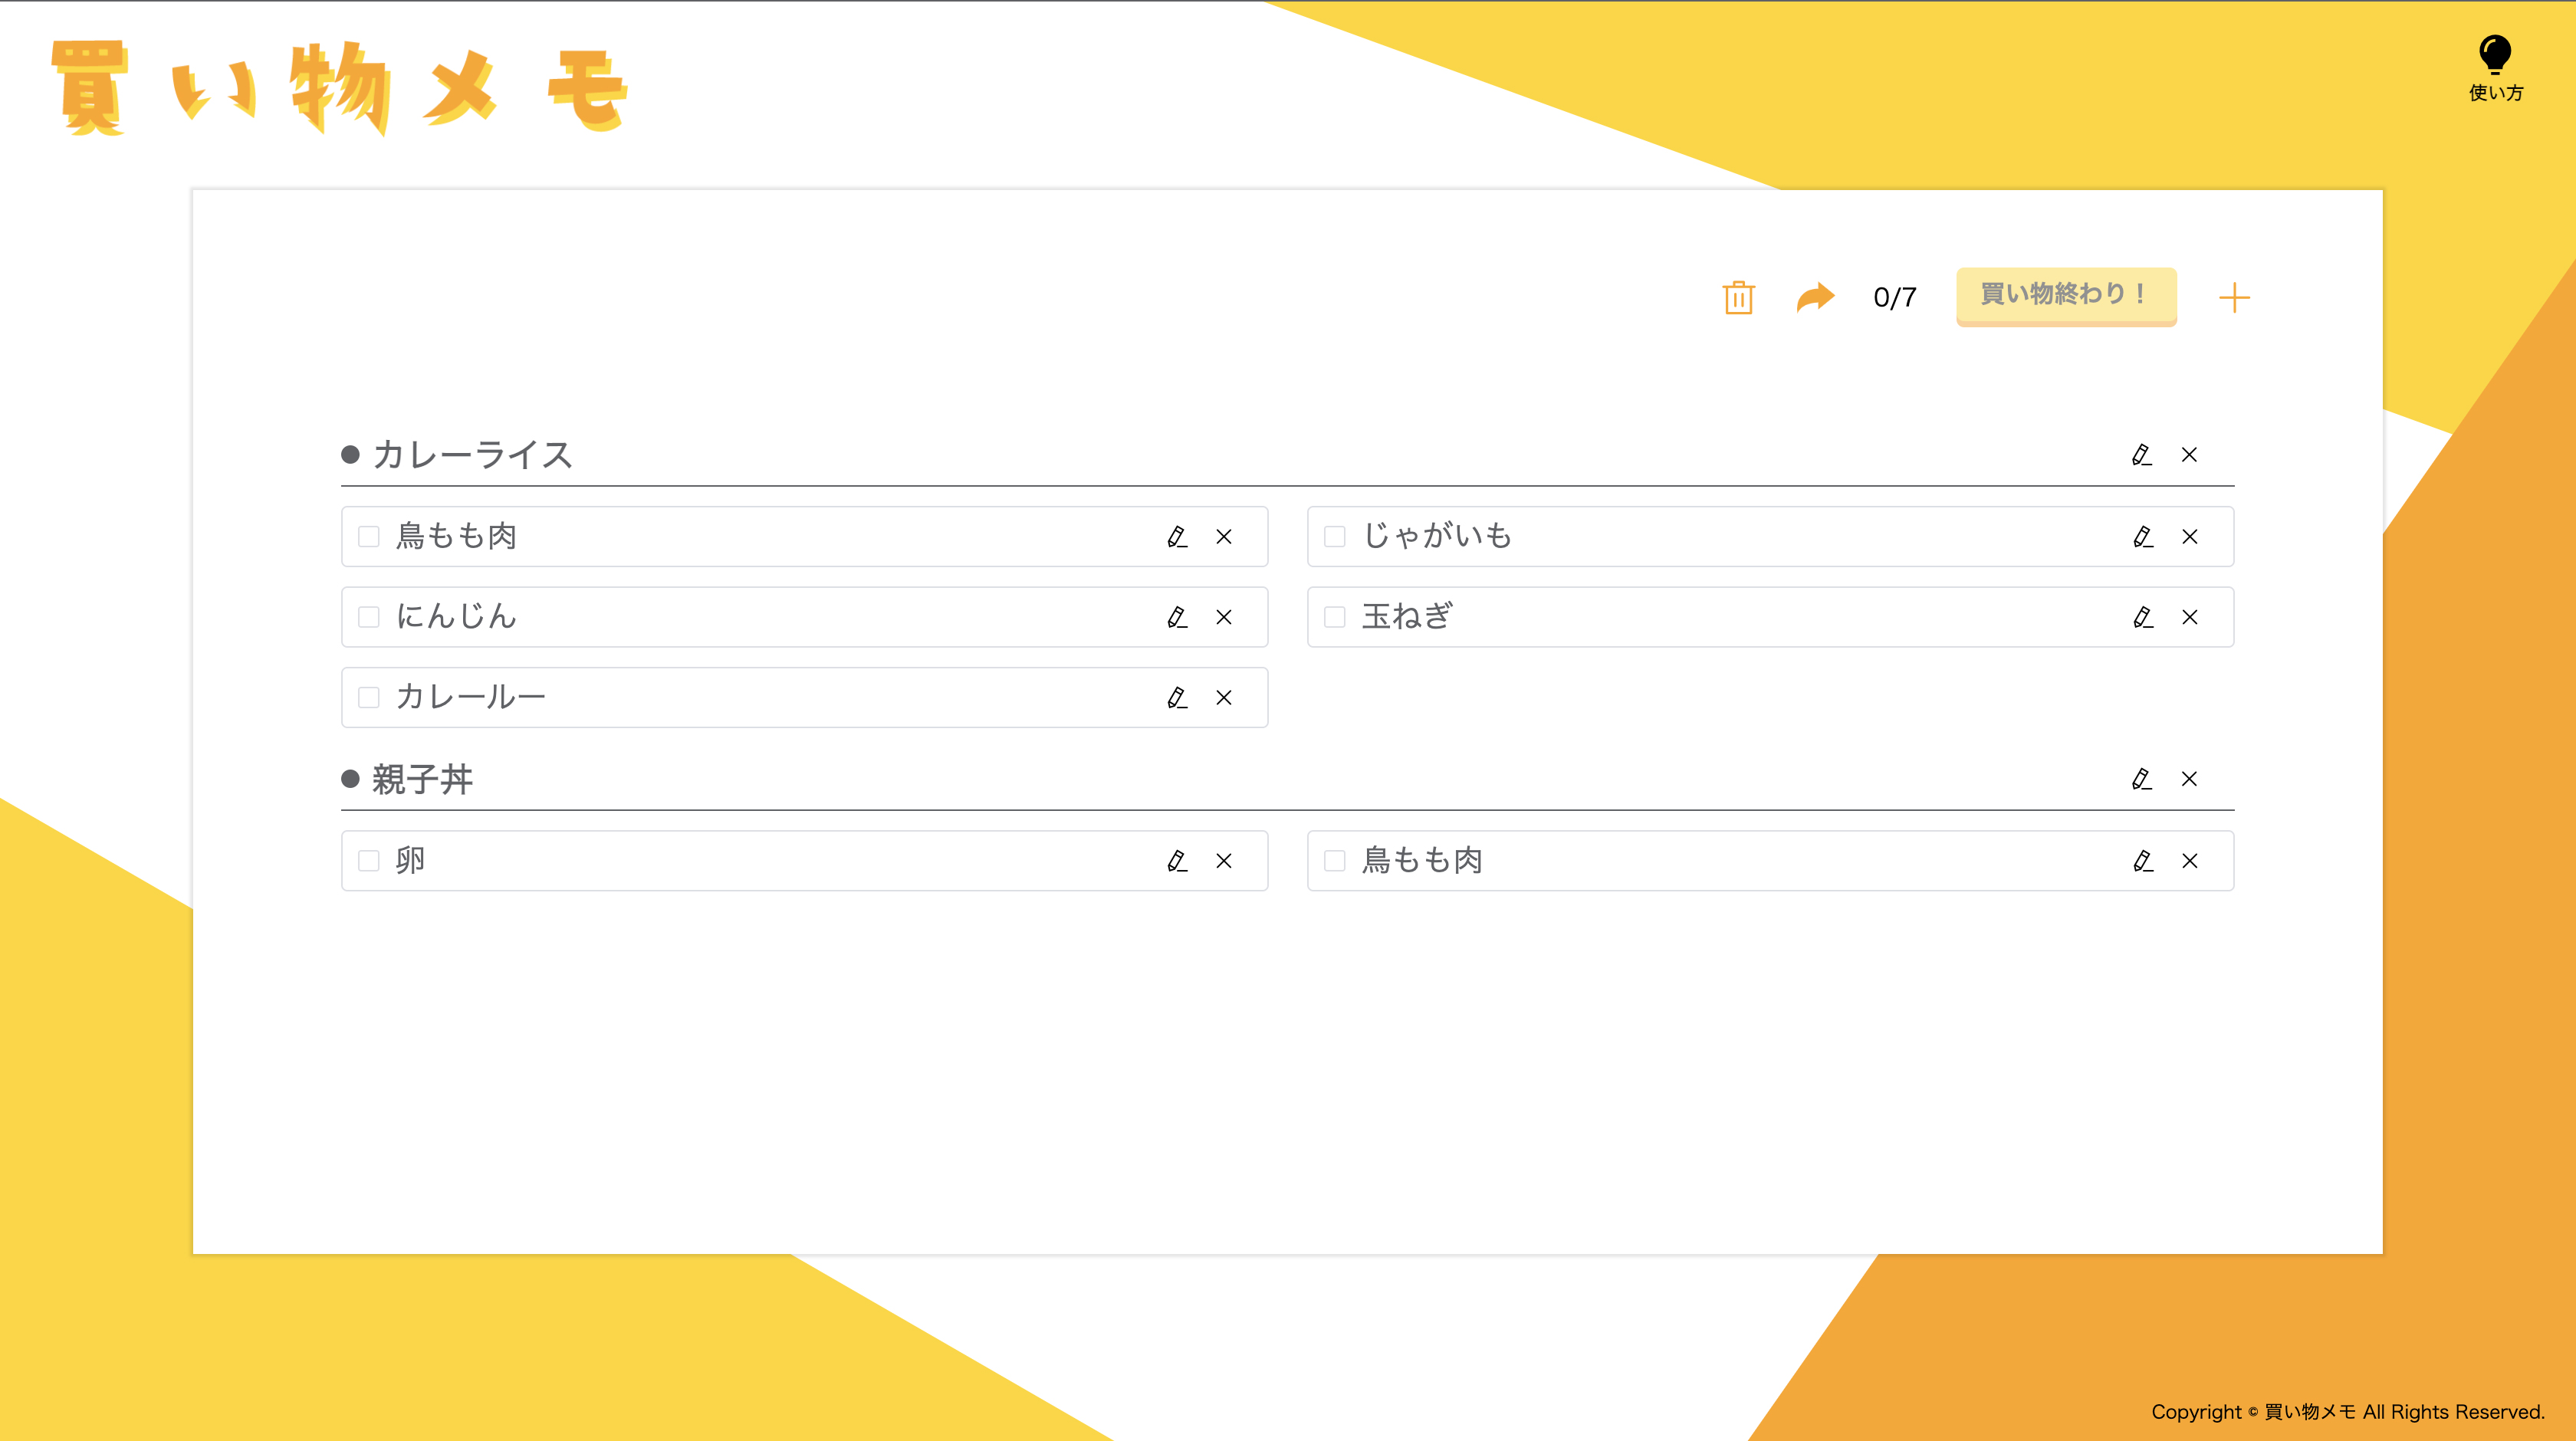 買い物メモ
使い方
0/7 買い物終わり！
カレーライス
鳥もも肉 じゃがいも
にんじん 玉ねぎ
カレールー
親子丼
卵 鳥もも肉
Copyright © 買い物メモ All Rights Reserved.